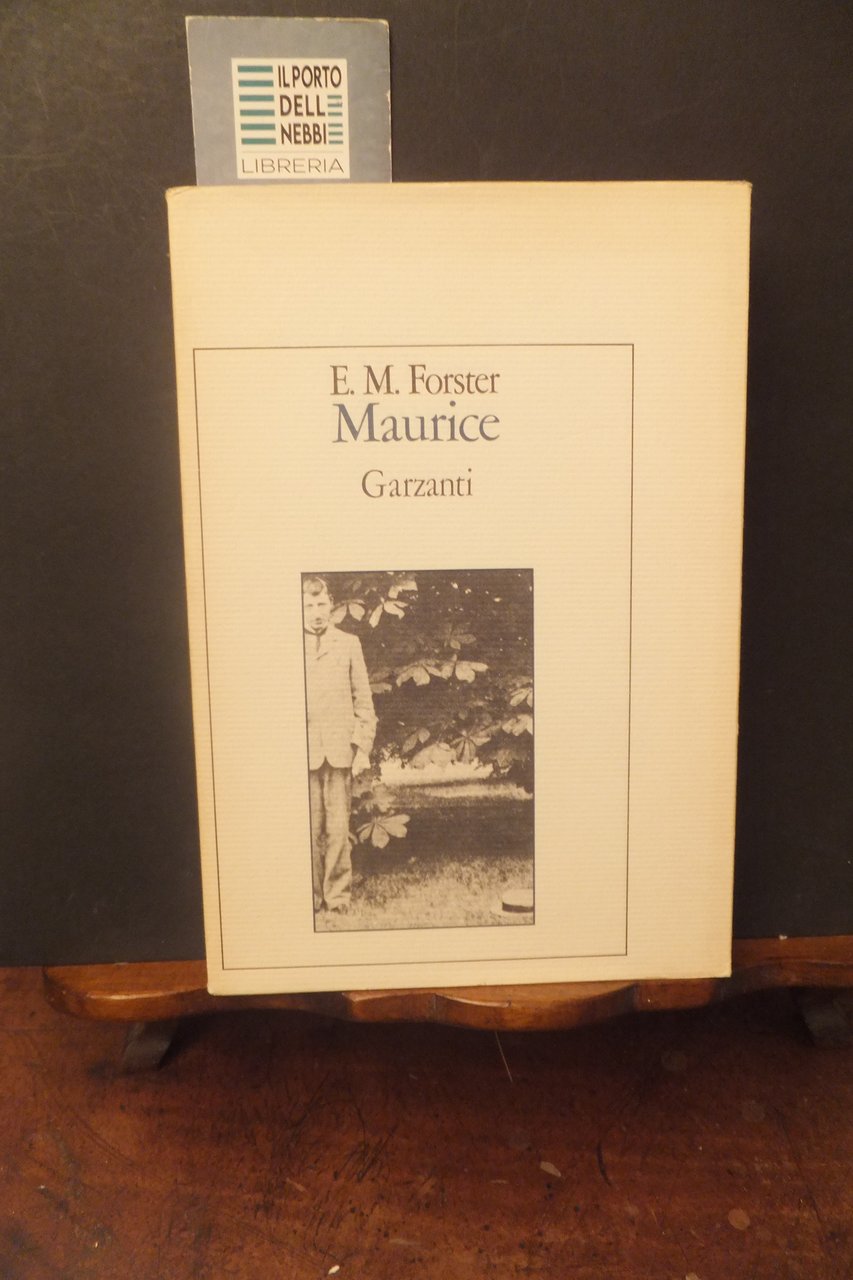 IL PORTO
DELL
NEBBI
LIBRERIA
E. M. Forster
Maurice
Garzanti